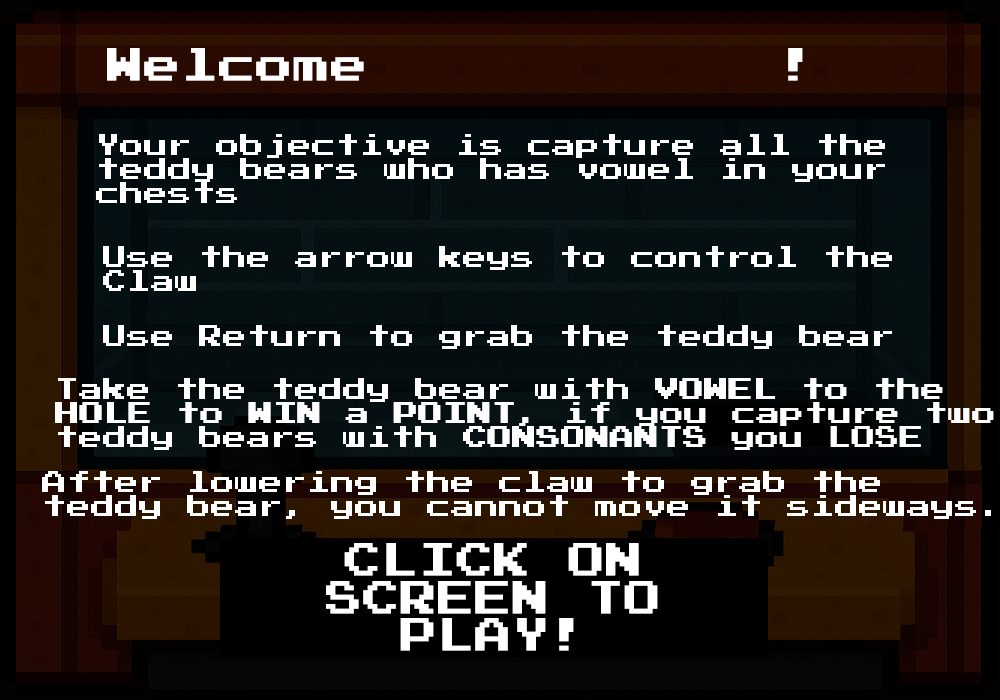 Welcome !
Your objective is capture all the
teddy bears who has vowel in your
chests
Use the arrow keys to control the
Claw
Use Return to grab the teddy bear
Take the teddy bear with VOWEL to the
HOLE to WIN a POINT, if you capture two
teddy bears with CONSONANTS you LOSE
After lowering the claw to grab the
teddy bear, you cannot move it sideways.
CLICK ON
SCREEN TO
PLAY!